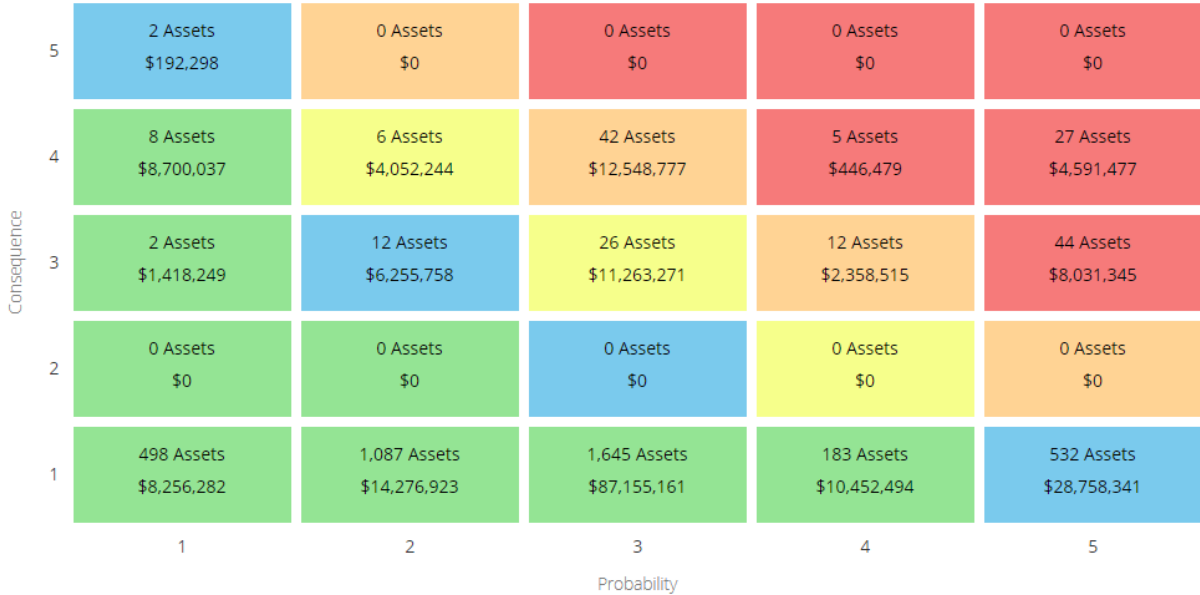 5
2 Assets
$192,298
0 Assets
$0
0 Assets
$0
0 Assets
$0
0 Assets
$0
4
8 Assets
$8,700,037
6 Assets
$4,052,244
42 Assets
$12,548,777
5 Assets
$446,479
27 Assets
$4,591,477
Consequence
3
2 Assets
$1,418,249
12 Assets
$6,255,758
26 Assets
$11,263,271
12 Assets
$2,358,515
44 Assets
$8,031,345
2
0 Assets
$0
0 Assets
$0
0 Assets
$0
0 Assets
$0
0 Assets
$0
1
498 Assets
$8,256,282
1,087 Assets
$14,276,923
1,645 Assets
$87,155,161
183 Assets
$10,452,494
532 Assets
$28,758,341
1
2
3
4
5
Probability